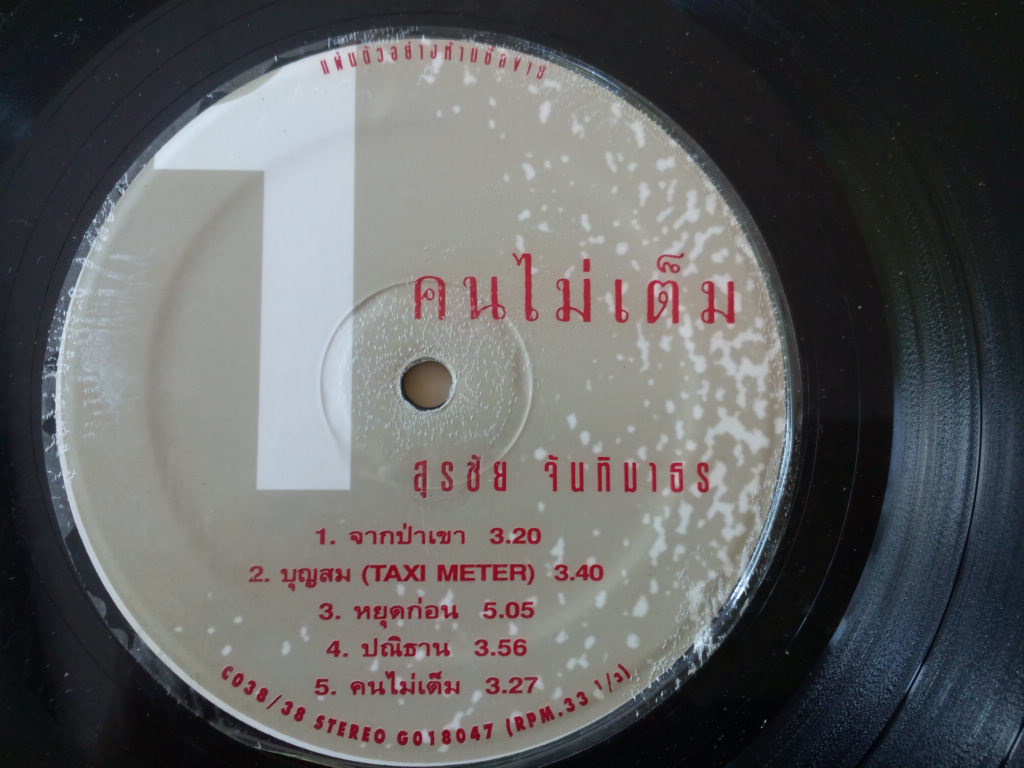 แผ่นตัวอย่างห้ามซื้อขาย
1
คนไม่เต็ม
สุรชัย จันทิมาธร
1. จากป่าเขา 3.20
2. บุญสม (TAXI METER) 3.40
3. หยุดก่อน 5.05
4. ปณิธาน 3.56
5. คนไม่เต็ม 3.27
C038/38 STEREO G018047 (RPM.33 1/3)